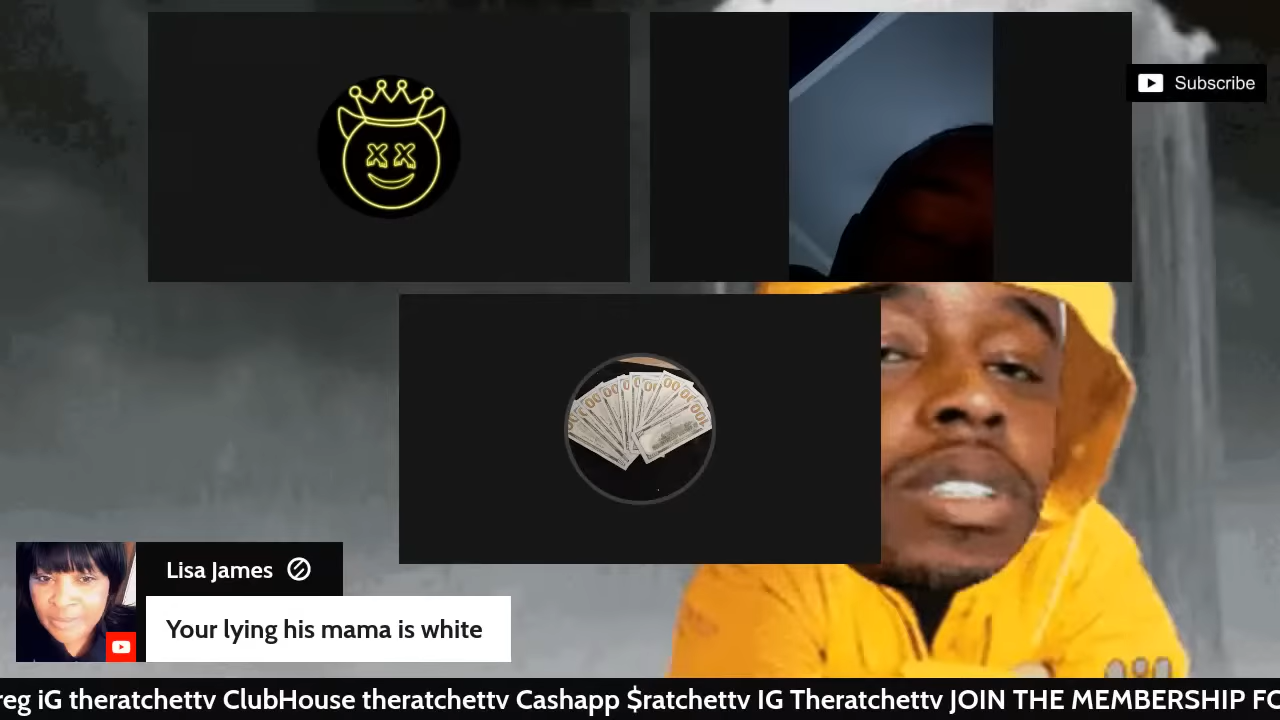 Subscribe
Lisa James
Your lying his mama is white
reg iG theratchettv ClubHouse theratchettv Cashapp $ratchettv IG Theratchettv JOIN THE MEMBERSHIP FO